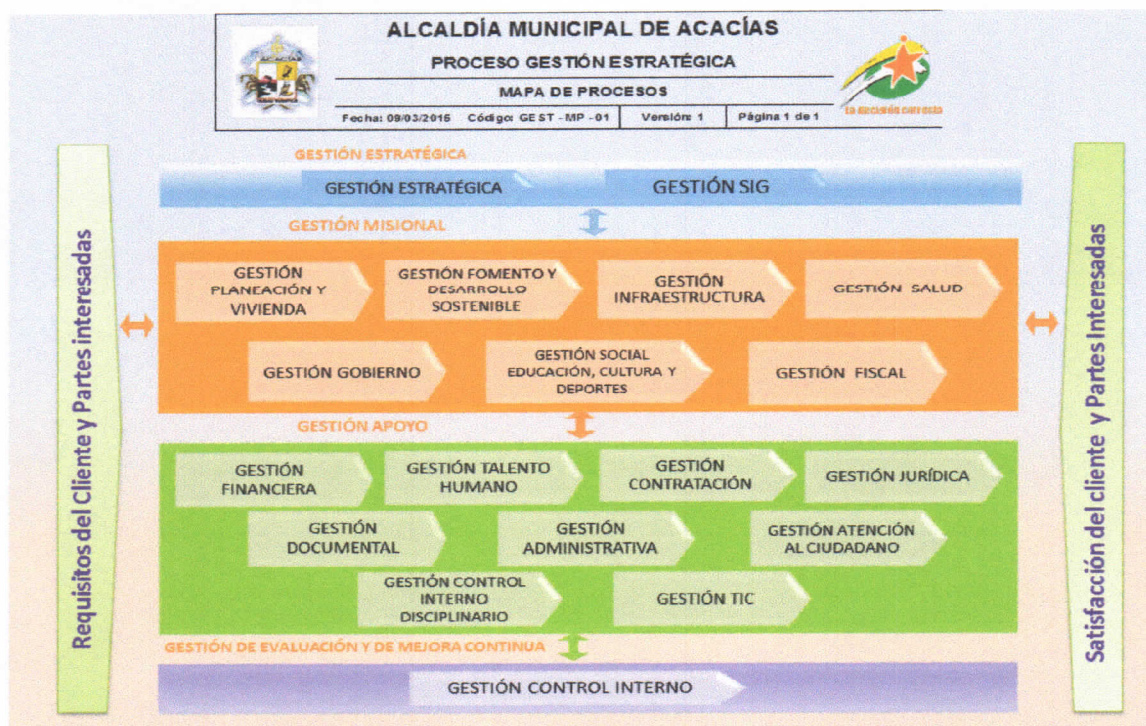 ALCALDÍA MUNICIPAL DE ACACÍAS
PROCESO GESTIÓN ESTRATÉGICA
MAPA DE PROCESOS
Fecha: 09/03/2015 Código: GEST - MP - 01 Versión: 1 Página 1 de 1
ACACIAS
La decisión correcta
Requisitos del Cliente y Partes interesadas
GESTIÓN ESTRATÉGICA
GESTIÓN ESTRATÉGICA
GESTIÓN SIG
GESTIÓN MISIONAL
GESTIÓN
PLANEACIÓN Y
VIVIENDA
GESTIÓN FOMENTO Y
DESARROLLO
SOSTENIBLE
GESTIÓN
INFRAESTRUCTURA
GESTIÓN SALUD
GESTIÓN GOBIERNO
GESTIÓN SOCIAL
EDUCACIÓN, CULTURA Y
DEPORTES
GESTIÓN FISCAL
GESTIÓN APOYO
GESTIÓN
FINANCIERA
GESTIÓN TALENTO
HUMANO
GESTIÓN
CONTRATACIÓN
GESTIÓN JURÍDICA
GESTIÓN
DOCUMENTAL
GESTIÓN
ADMINISTRATIVA
GESTIÓN ATENCIÓN
AL CIUDADANO
GESTIÓN CONTROL
INTERNO
DISCIPLINARIO
GESTIÓN TIC
GESTIÓN DE EVALUACIÓN Y DE MEJORA CONTINUA
GESTIÓN CONTROL INTERNO
Satisfacción del cliente y Partes Interesadas